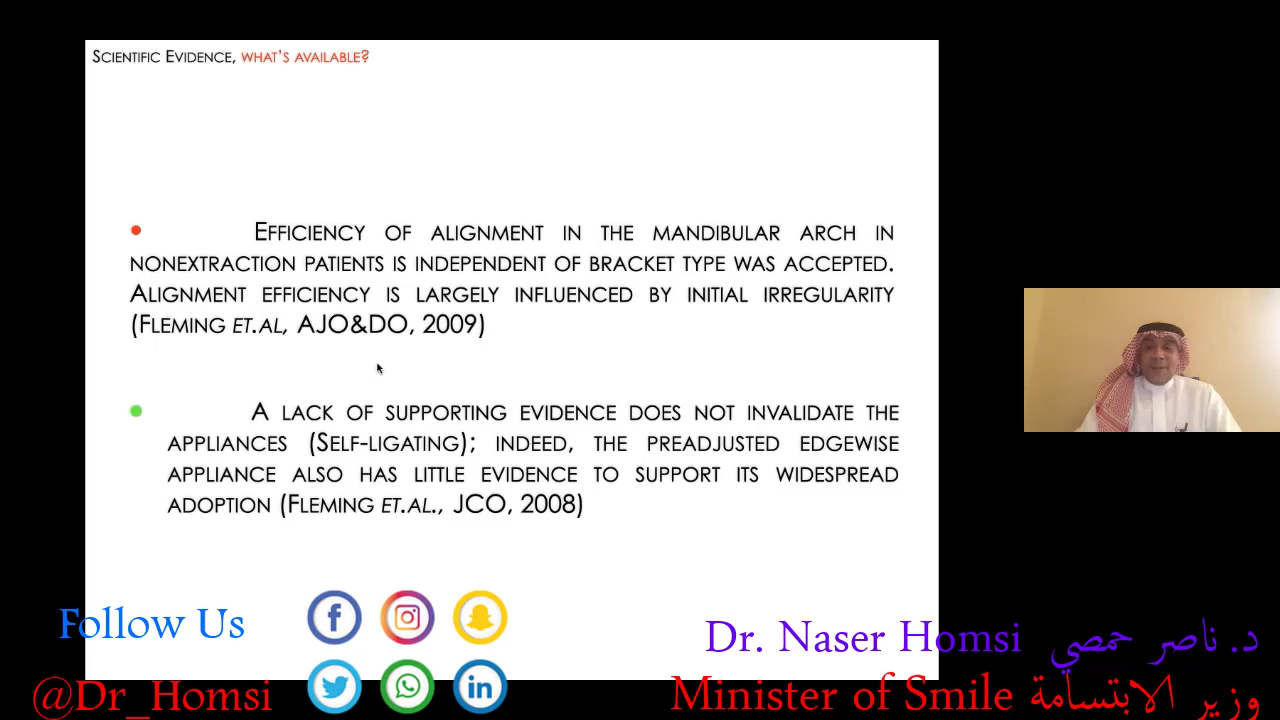 Scientific Evidence, what's available?
Efficiency of alignment in the mandibular arch in
nonextraction patients is independent of bracket type was accepted.
Alignment efficiency is largely influenced by initial irregularity
(Fleming et.al, AJO&DO, 2009)
A lack of supporting evidence does not invalidate the
appliances (Self-ligating); indeed, the preadjusted edgewise
appliance also has little evidence to support its widespread
adoption (Fleming et.al., JCO, 2008)
Follow Us
@Dr_Homsi
Dr. Naser Homsi د. ناصر حمصي
Minister of Smile وزير الابتسامة